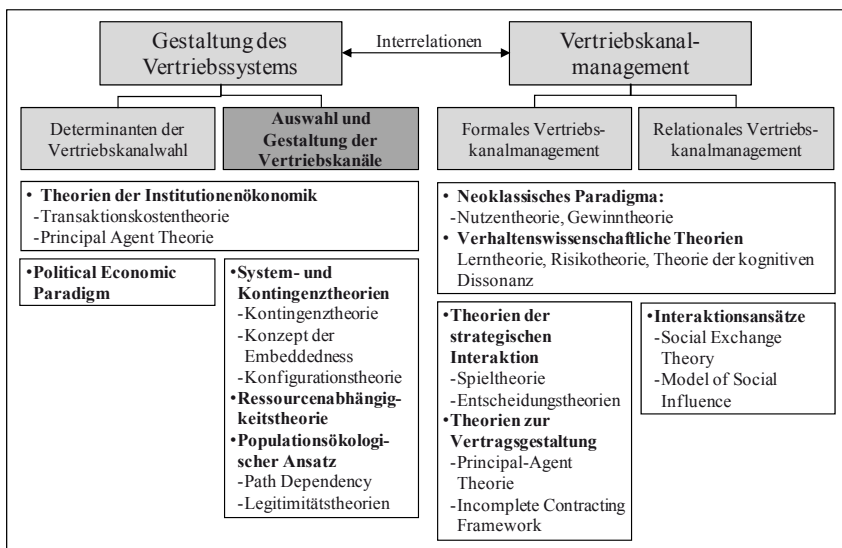 Gestaltung des
Vertriebssystems
Interrelationen
Vertriebskanal-
management
Determinanten der
Vertriebskanalwahl
Auswahl und
Gestaltung der
Vertriebskanäle
Formales Vertriebs-
kanalmanagement
Relationales Vertriebs-
kanalmanagement
• Theorien der Institutionenökonomik
-Transaktionskostentheorie
-Principal Agent Theorie
• Neoklassisches Paradigma:
-Nutzentheorie, Gewinntheorie
• Verhaltenswissenschaftliche Theorien
Lerntheorie, Risikotheorie, Theorie der kognitiven
Dissonanz
•Political Economic
Paradigm
•System- und
Kontingenztheorien
-Kontingenztheorie
-Konzept der
Embeddedness
-Konfigurationstheorie
•Ressourcenabhängig-
keitstheorie
•Populationsökologi-
scher Ansatz
-Path Dependency
-Legitimitätstheorien
•Theorien der
strategischen
Interaktion
-Spieltheorie
-Entscheidungstheorien
•Theorien zur
Vertragsgestaltung
-Principal-Agent
Theorie
-Incomplete Contracting
Framework
•Interaktionsansätze
-Social Exchange
Theory
-Model of Social
Influence